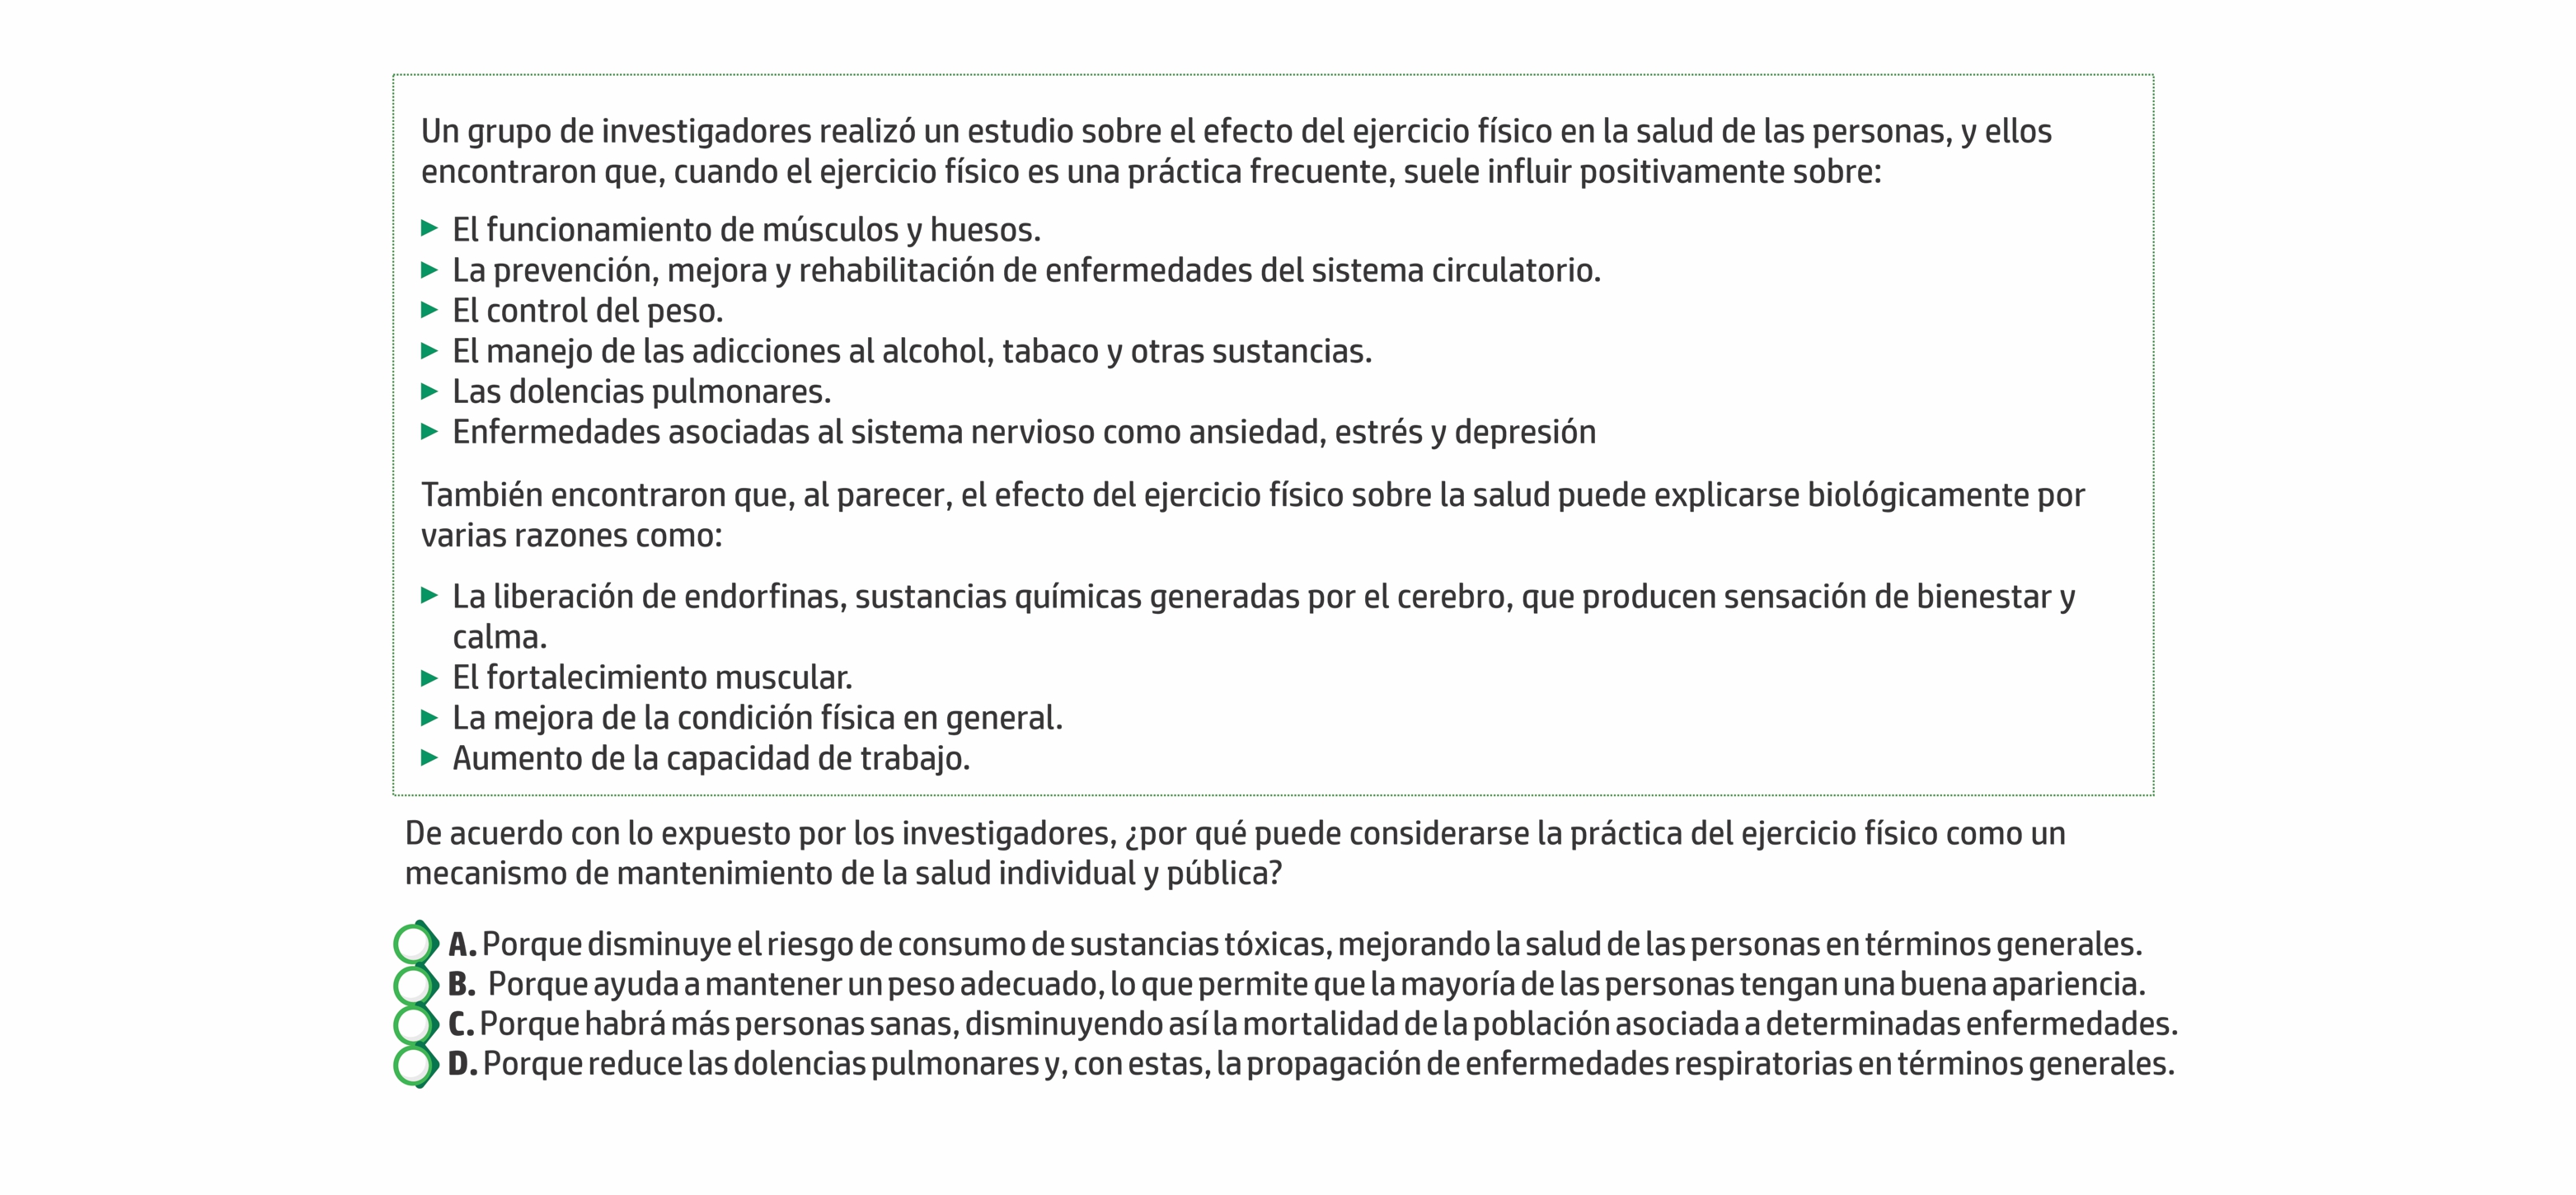 Un grupo de investigadores realizó un estudio sobre el efecto del ejercicio físico en la salud de las personas, y ellos
encontraron que, cuando el ejercicio físico es una práctica frecuente, suele influir positivamente sobre:
► El funcionamiento de músculos y huesos.
► La prevención, mejora y rehabilitación de enfermedades del sistema circulatorio.
► El control del peso.
► El manejo de las adicciones al alcohol, tabaco y otras sustancias.
► Las dolencias pulmonares.
► Enfermedades asociadas al sistema nervioso como ansiedad, estrés y depresión
También encontraron que, al parecer, el efecto del ejercicio físico sobre la salud puede explicarse biológicamente por
varias razones como:
► La liberación de endorfinas, sustancias químicas generadas por el cerebro, que producen sensación de bienestar y
calma.
► El fortalecimiento muscular.
► La mejora de la condición física en general.
► Aumento de la capacidad de trabajo.
De acuerdo con lo expuesto por los investigadores, ¿por qué puede considerarse la práctica del ejercicio físico como un
mecanismo de mantenimiento de la salud individual y pública?
A. Porque disminuye el riesgo de consumo de sustancias tóxicas, mejorando la salud de las personas en términos generales.
B. Porque ayuda a mantener un peso adecuado, lo que permite que la mayoría de las personas tengan una buena apariencia.
C. Porque habrá más personas sanas, disminuyendo así la mortalidad de la población asociada a determinadas enfermedades.
D. Porque reduce las dolencias pulmonares y, con estas, la propagación de enfermedades respiratorias en términos generales.